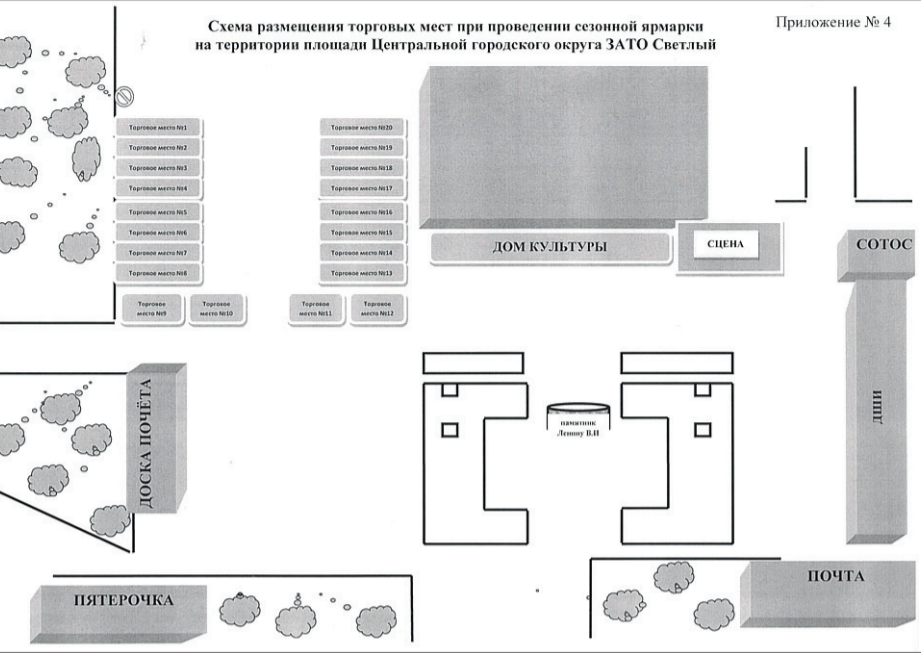 Приложение № 4
Схема размещения торговых мест при проведении сезонной ярмарки
на территории площади Центральной городского округа ЗАТО Светлый
Торговое место №1
Торговое место №2
Торговое место №3
Торговое место №4
Торговое место №5
Торговое место №6
Торговое место №7
Торговое место №8
Торговое
место №9
Торговое
место №10
Торговое
место №11
Торговое
место №12
Торговое место №20
Торговое место №19
Торговое место №18
Торговое место №17
Торговое место №16
Торговое место №15
Торговое место №14
Торговое место №13
ДОМ КУЛЬТУРЫ
СЦЕНА
СОТОС
ДШИ
ДОСКА ПОЧЁТА
памятник
Ленину В.И
ПЯТЕРОЧКА
ПОЧТА